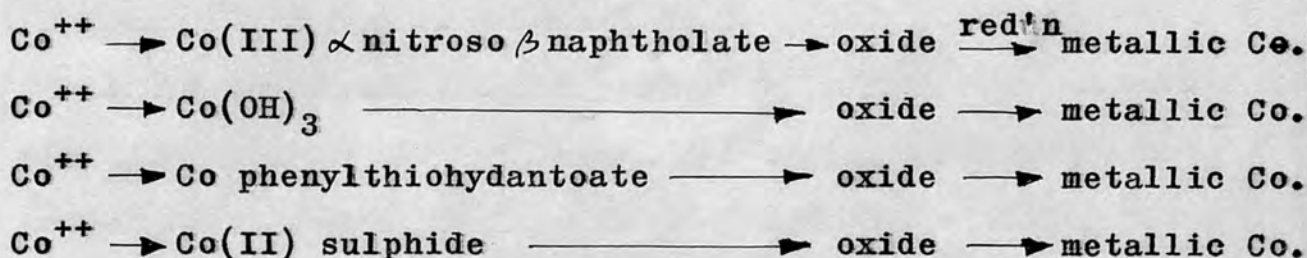 Co⁺⁺ → Co(III) α nitroso β naphtholate → oxide red'n→ metallic Co.
Co⁺⁺ → Co(OH)₃ → oxide → metallic Co.
Co⁺⁺ → Co phenylthiohydantoate → oxide → metallic Co.
Co⁺⁺ → Co(II) sulphide → oxide → metallic Co.